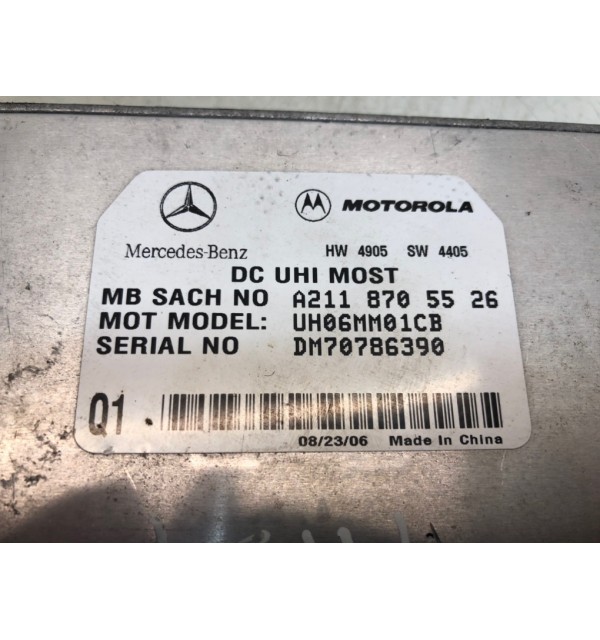 MOTOROLA
Mercedes-Benz HW 4905 SW 4405
DC UHI MOST
MB SACH NO A211 870 55 26
MOT MODEL: UH06MM01CB
SERIAL NO DM70786390
Q1
08/23/06 Made In China